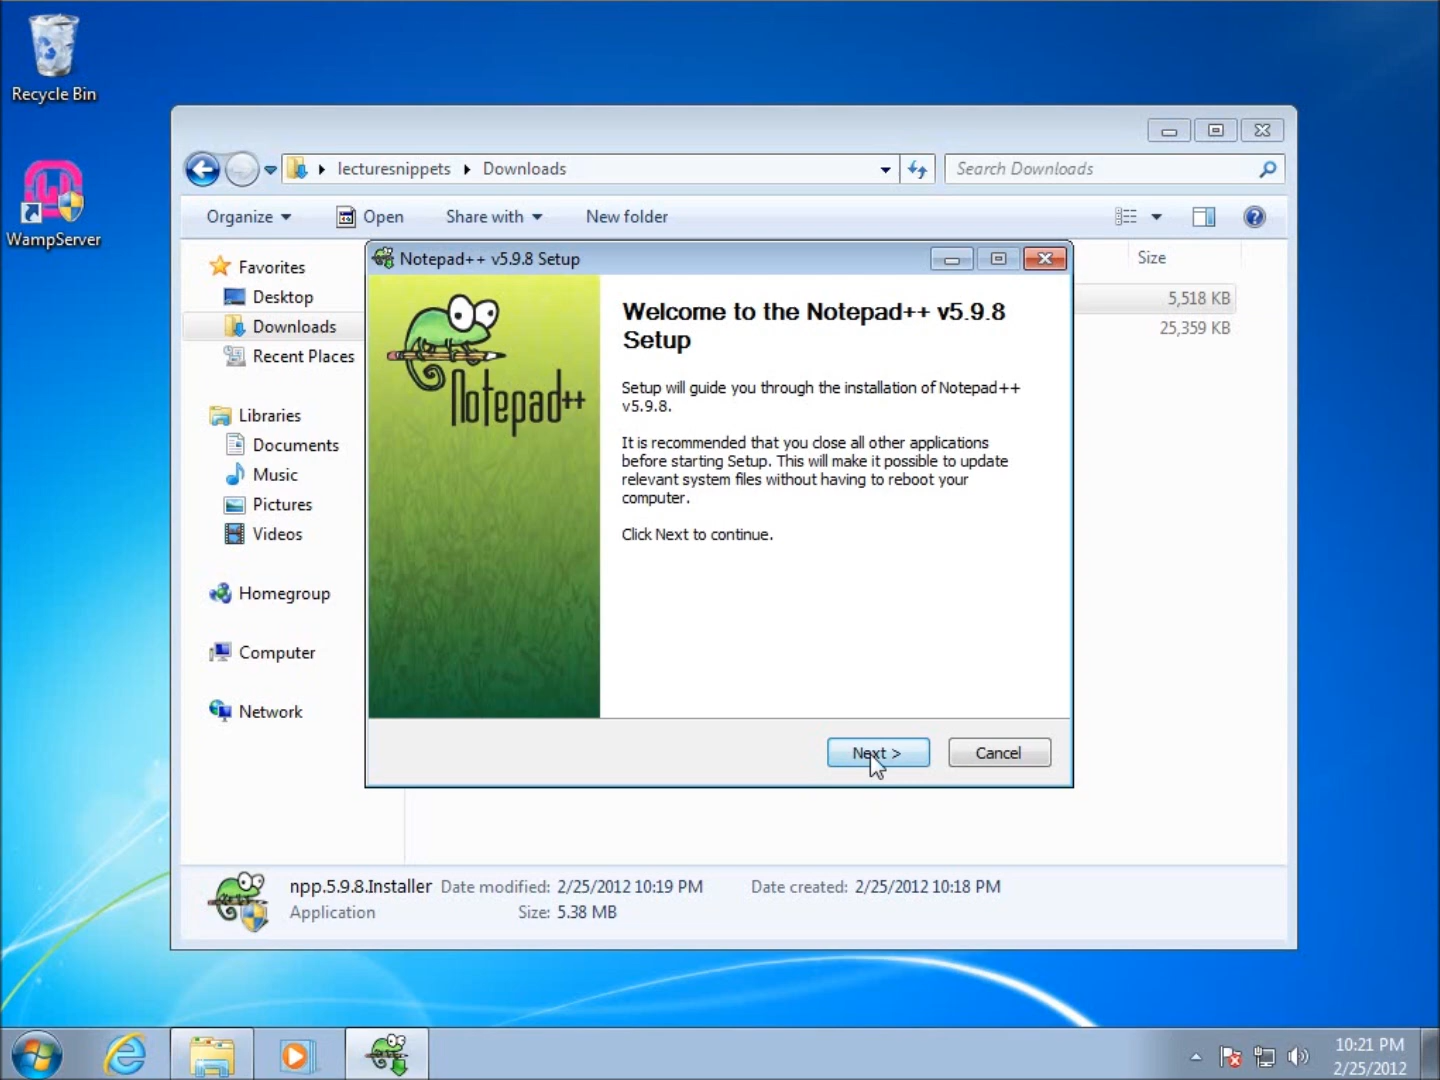 Recycle Bin
WampServer
lecturesnippets
Downloads
Search Downloads
Organize
Open
Share with
New folder
Favorites
Desktop
Downloads
Recent Places
Libraries
Documents
Music
Pictures
Videos
Homegroup
Computer
Network
Size
5,518 KB
25,359 KB
Notepad++ v5.9.8 Setup
Notepad++
Welcome to the Notepad++ v5.9.8
Setup
Setup will guide you through the installation of Notepad++
v5.9.8.
It is recommended that you close all other applications
before starting Setup. This will make it possible to update
relevant system files without having to reboot your
computer.
Click Next to continue.
Next >
Cancel
npp.5.9.8.Installer Date modified: 2/25/2012 10:19 PM Date created: 2/25/2012 10:18 PM
Application Size: 5.38 MB
10:21 PM
2/25/2012